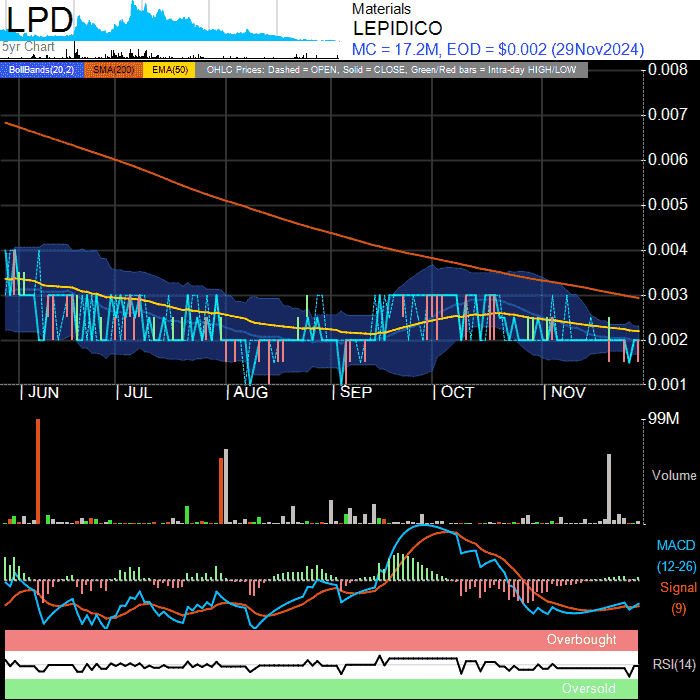 LPD
5yr Chart
Materials
LEPIDICO
MC = 17.2M, EOD = $0.002 (29Nov2024)
BollBands(20,2) SMA(200) EMA(50) OHLC Prices: Dashed = OPEN, Solid = CLOSE, Green/Red bars = Intra-day HIGH/LOW
0.008
0.007
0.006
0.005
0.004
0.003
0.002
0.001
| JUN | JUL | AUG | SEP | OCT | NOV
99M
Volume
MACD
(12-26)
Signal
(9)
Overbought
RSI(14)
Oversold